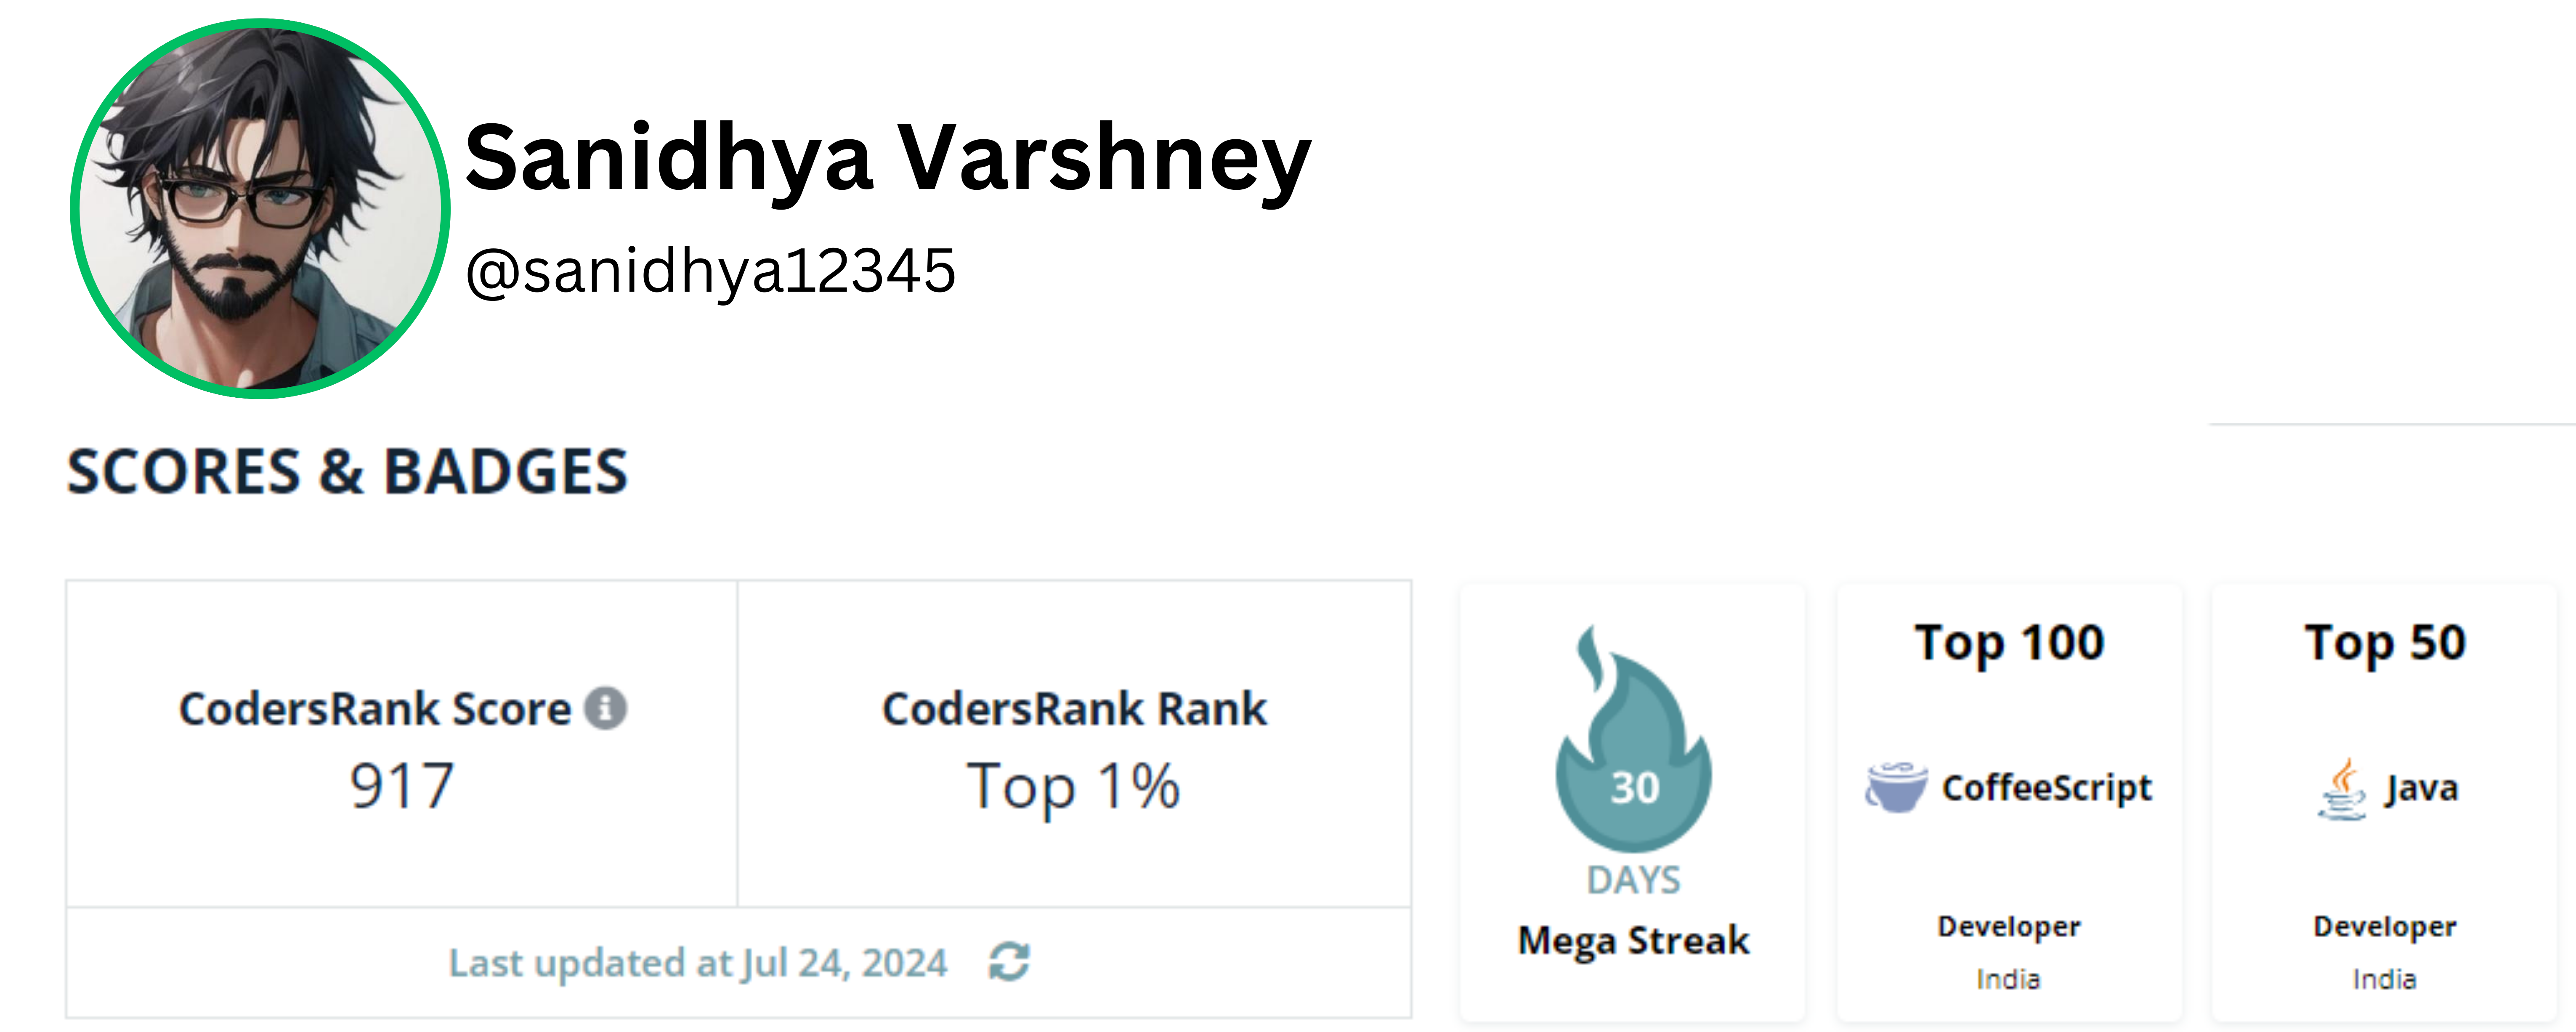 Sanidhya Varshney
@sanidhya12345
SCORES & BADGES
CodersRank Score
917
CodersRank Rank
Top 1%
Last updated at Jul 24, 2024
30
DAYS
Mega Streak
Top 100
CoffeeScript
Developer
India
Top 50
Java
Developer
India